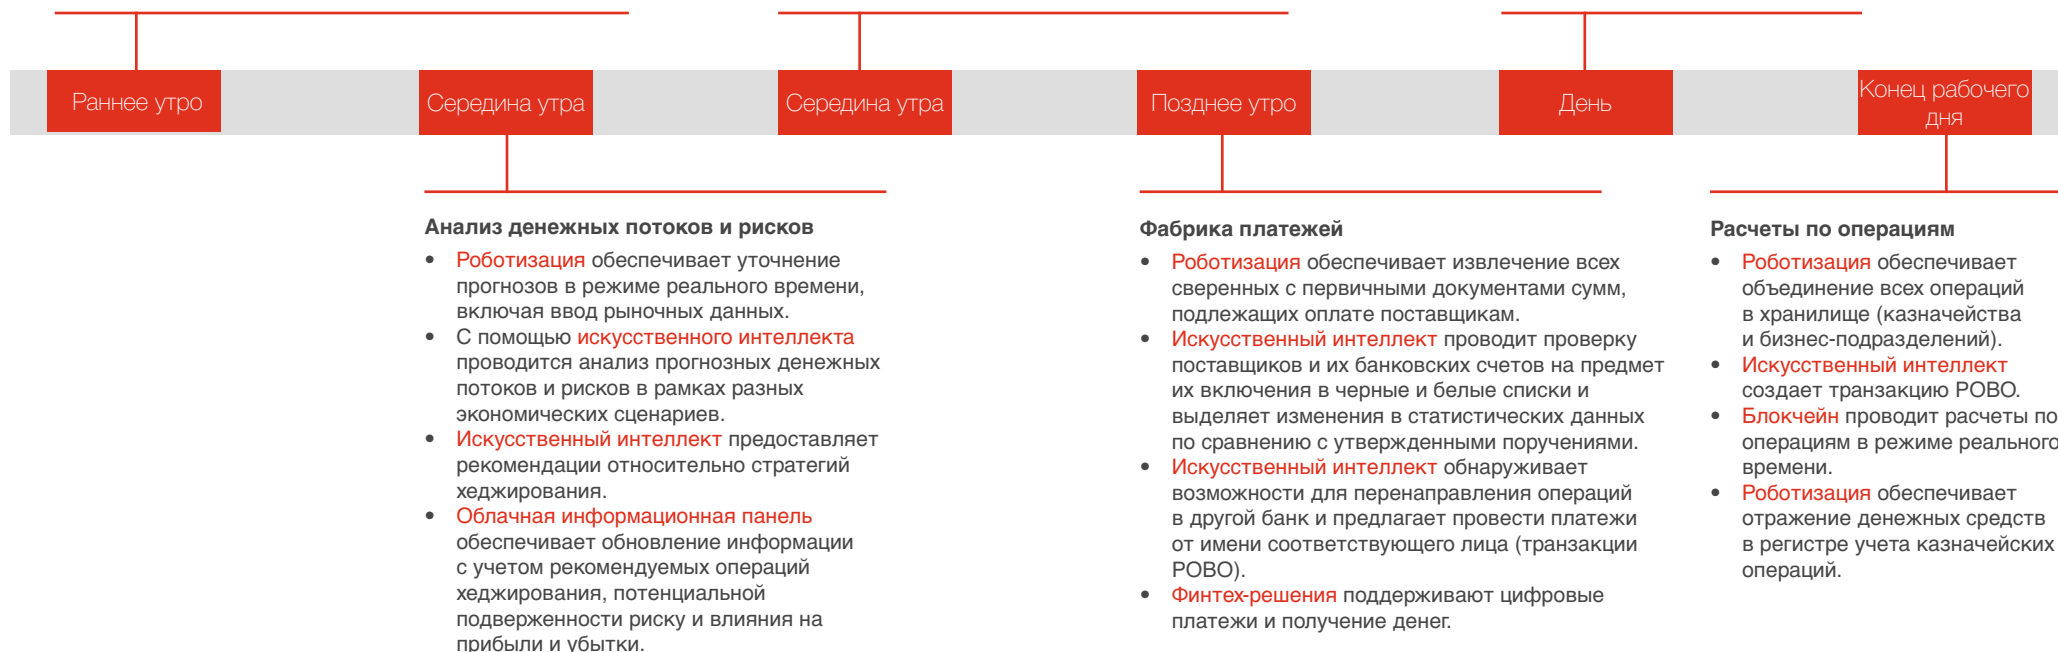 Раннее утро
Середина утра
Середина утра
Позднее утро
День
Конец рабочего
дня
Анализ денежных потоков и рисков
• Роботизация обеспечивает уточнение
прогнозов в режиме реального времени,
включая ввод рыночных данных.
• С помощью искусственного интеллекта
проводится анализ прогнозных денежных
потоков и рисков в рамках разных
экономических сценариев.
• Искусственный интеллект предоставляет
рекомендации относительно стратегий
хеджирования.
• Облачная информационная панель
обеспечивает обновление информации
с учетом рекомендуемых операций
хеджирования, потенциальной
подверженности риску и влияния на
прибыли и убытки.
Фабрика платежей
• Роботизация обеспечивает извлечение всех
сверенных с первичными документами сумм,
подлежащих оплате поставщикам.
• Искусственный интеллект проводит проверку
поставщиков и их банковских счетов на предмет
их включения в черные и белые списки и
выделяет изменения в статистических данных
по сравнению с утвержденными поручениями.
• Искусственный интеллект обнаруживает
возможности для перенаправления операций
в другой банк и предлагает провести платежи
от имени соответствующего лица (транзакции
POBO).
• Финтех-решения поддерживают цифровые
платежи и получение денег.
Расчеты по операциям
• Роботизация обеспечивает
объединение всех операций
в хранилище (казначейства
и бизнес-подразделений).
• Искусственный интеллект
создает транзакцию POBO.
• Блокчейн проводит расчеты по
операциям в режиме реального
времени.
• Роботизация обеспечивает
отражение денежных средств
в регистре учета казначейских
операций.